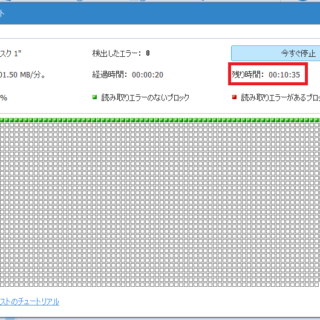 ト
スク 1"
検出したエラー: 0
今すぐ停止
01.50 MB/分。
経過時間: 00:00:20
残り時間: 00:10:35
%
読み取りエラーのないブロック
読み取りエラーがあるブロ
ストのチュートリアル